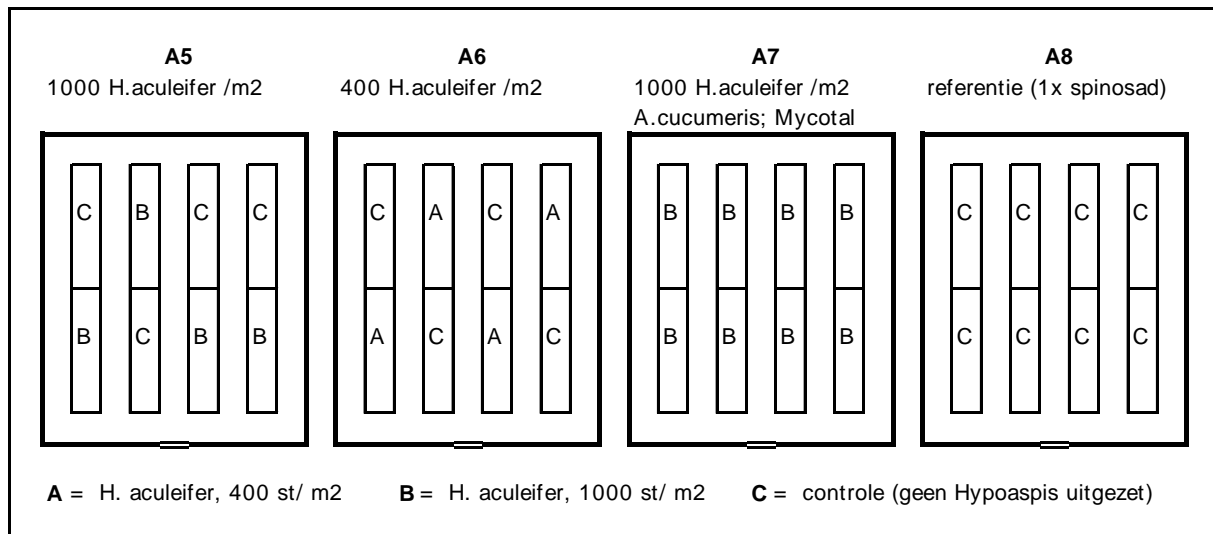 A5 A6 A7 A8
1000 H.aculeifer /m2 400 H.aculeifer /m2 1000 H.aculeifer /m2 referentie (1x spinosad)
A.cucumeris; Mycotal
C B C C C A C A B B B B C C C C
B C B B A C A C B B B B C C C C
A = H. aculeifer, 400 st/ m2 B = H. aculeifer, 1000 st/ m2 C = controle (geen Hypoaspis uitgezet)